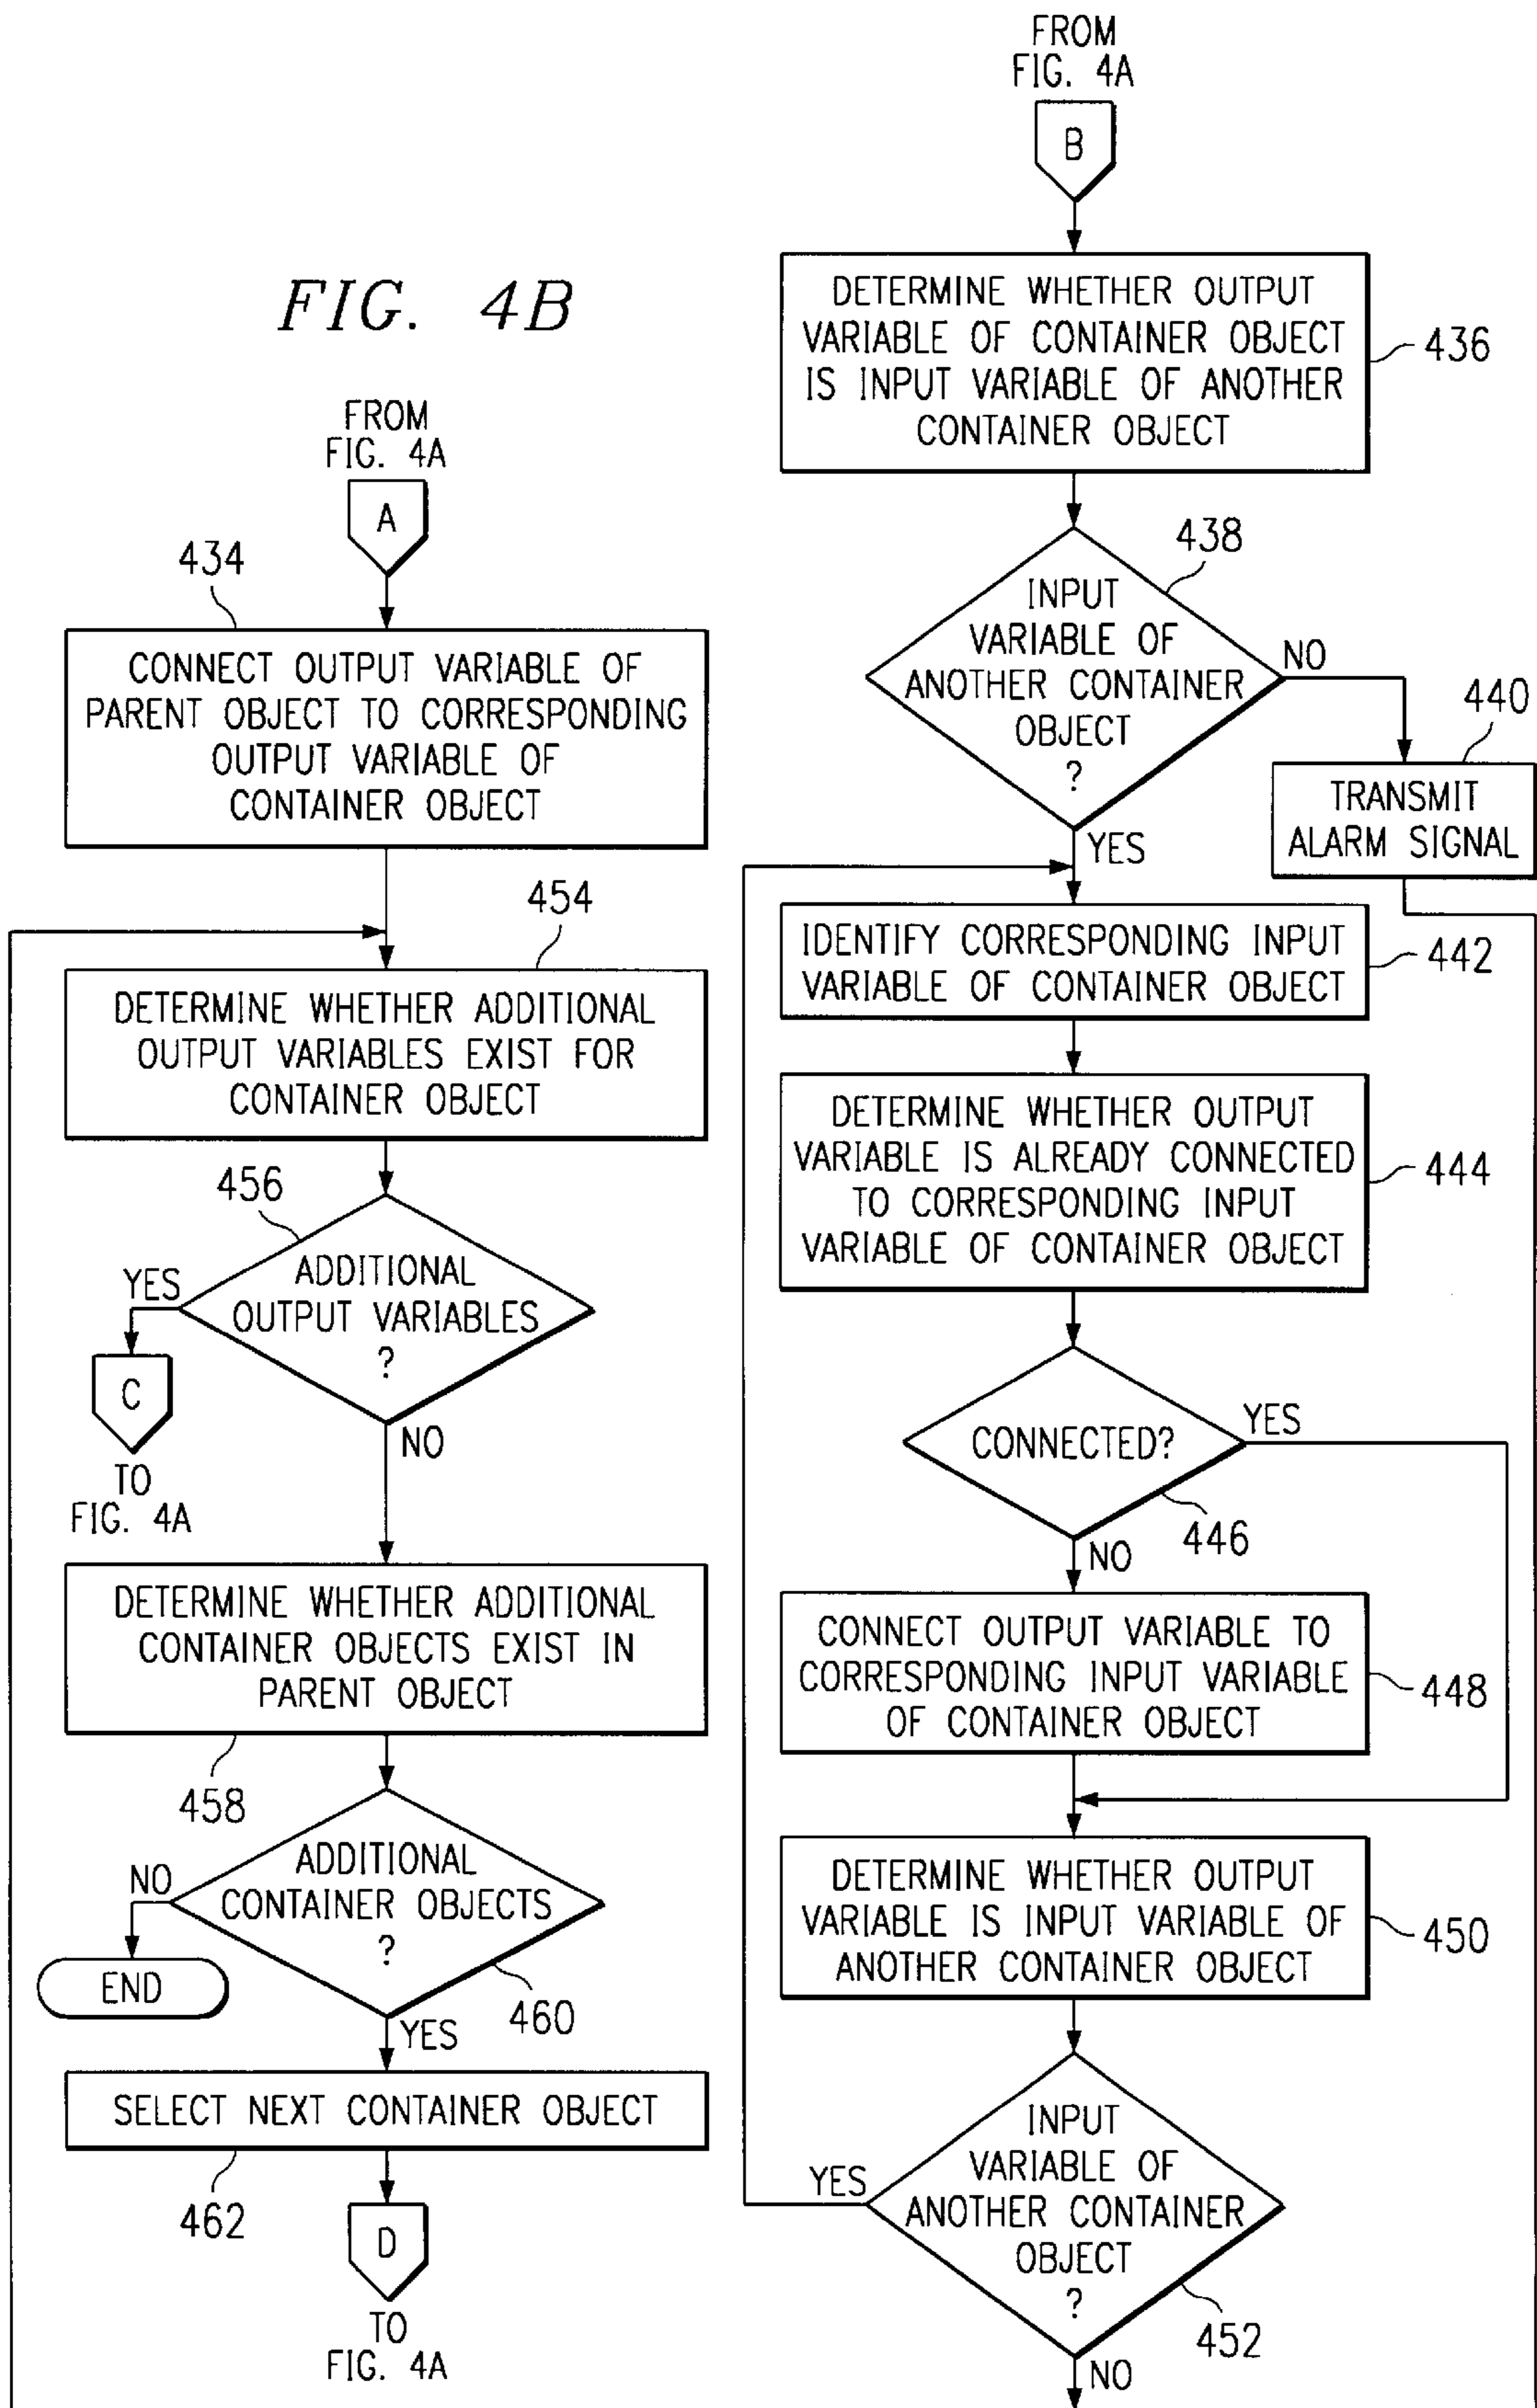 FIG. 4B
FROM
FIG. 4A
A
434
CONNECT OUTPUT VARIABLE OF
PARENT OBJECT TO CORRESPONDING
OUTPUT VARIABLE OF
CONTAINER OBJECT
454
DETERMINE WHETHER ADDITIONAL
OUTPUT VARIABLES EXIST FOR
CONTAINER OBJECT
456
ADDITIONAL
OUTPUT VARIABLES
?
YES
C
TO
FIG. 4A
NO
DETERMINE WHETHER ADDITIONAL
CONTAINER OBJECTS EXIST IN
PARENT OBJECT
458
ADDITIONAL
CONTAINER OBJECTS
?
NO
END
460
YES
SELECT NEXT CONTAINER OBJECT
462
D
TO
FIG. 4A
FROM
FIG. 4A
B
DETERMINE WHETHER OUTPUT
VARIABLE OF CONTAINER OBJECT
IS INPUT VARIABLE OF ANOTHER
CONTAINER OBJECT
436
438
INPUT
VARIABLE OF
ANOTHER CONTAINER
OBJECT
?
NO
440
TRANSMIT
ALARM SIGNAL
YES
IDENTIFY CORRESPONDING INPUT
VARIABLE OF CONTAINER OBJECT
442
DETERMINE WHETHER OUTPUT
VARIABLE IS ALREADY CONNECTED
TO CORRESPONDING INPUT
VARIABLE OF CONTAINER OBJECT
444
CONNECTED?
YES
446
NO
CONNECT OUTPUT VARIABLE TO
CORRESPONDING INPUT VARIABLE
OF CONTAINER OBJECT
448
DETERMINE WHETHER OUTPUT
VARIABLE IS INPUT VARIABLE OF
ANOTHER CONTAINER OBJECT
450
INPUT
VARIABLE OF
ANOTHER CONTAINER
OBJECT
?
YES
452
NO